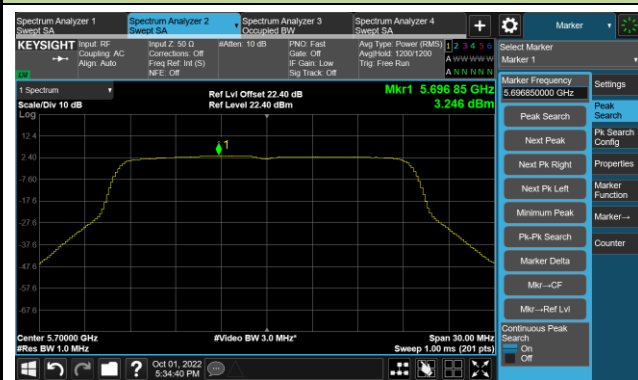 Spectrum Analyzer 1
Swept SA
Spectrum Analyzer 2
Swept SA
Spectrum Analyzer 3
Occupied BW
Spectrum Analyzer 4
Swept SA
+
Marker
KEYSIGHT
Input: RF
Coupling: AC
Align: Auto
Input Z: 50 Ω
Corrections: Off
Freq Ref: Int (S)
NFE: Off
#Atten: 10 dB
PNO: Fast
Gate: Off
IF Gain: Low
Sig Track: Off
Avg Type: Power (RMS)
Avg|Hold: 1200/1200
Trig: Free Run
1 2 3 4 5 6
A W W W W W
A N N N N N
LXI
Select Marker
Marker 1
1 Spectrum
Scale/Div 10 dB
Log
Ref Lvl Offset 22.40 dB
Ref Level 22.40 dBm
Mkr1 5.696 85 GHz
3.246 dBm
12.4
2.40
-7.60
-17.6
-27.6
-37.6
-47.6
-57.6
-67.6
1
Center 5.70000 GHz
#Res BW 1.0 MHz
#Video BW 3.0 MHz*
Span 30.00 MHz
Sweep 1.00 ms (201 pts)
Marker Frequency
5.696850000 GHz
Peak Search
Next Peak
Next Pk Right
Next Pk Left
Minimum Peak
Pk-Pk Search
Marker Delta
Mkr→CF
Mkr→Ref Lvl
Continuous Peak
Search
On
Off
Settings
Peak
Search
Pk Search
Config
Properties
Marker
Function
Marker→
Counter
?
Oct 01, 2022
5:34:40 PM